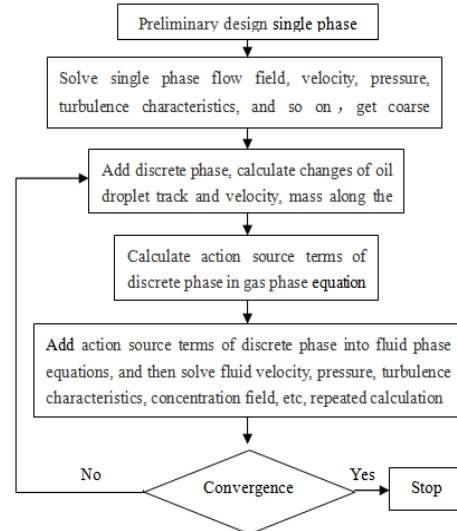 Preliminary design single phase
Solve single phase flow field, velocity, pressure,
turbulence characteristics, and so on，get coarse
Add discrete phase, calculate changes of oil
droplet track and velocity, mass along the
Calculate action source terms of
discrete phase in gas phase equation
Add action source terms of discrete phase into fluid phase
equations, and then solve fluid velocity, pressure, turbulence
characteristics, concentration field, etc, repeated calculation
No
Convergence
Yes
Stop